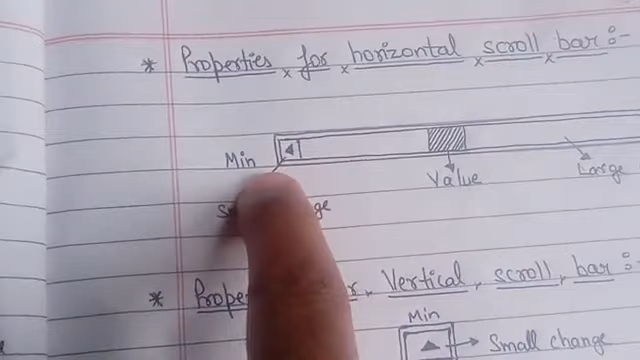 * Properties for horizontal scroll bar :-
Min
Value
Large
* Vertical, scroll, bar :-
Min
Small change